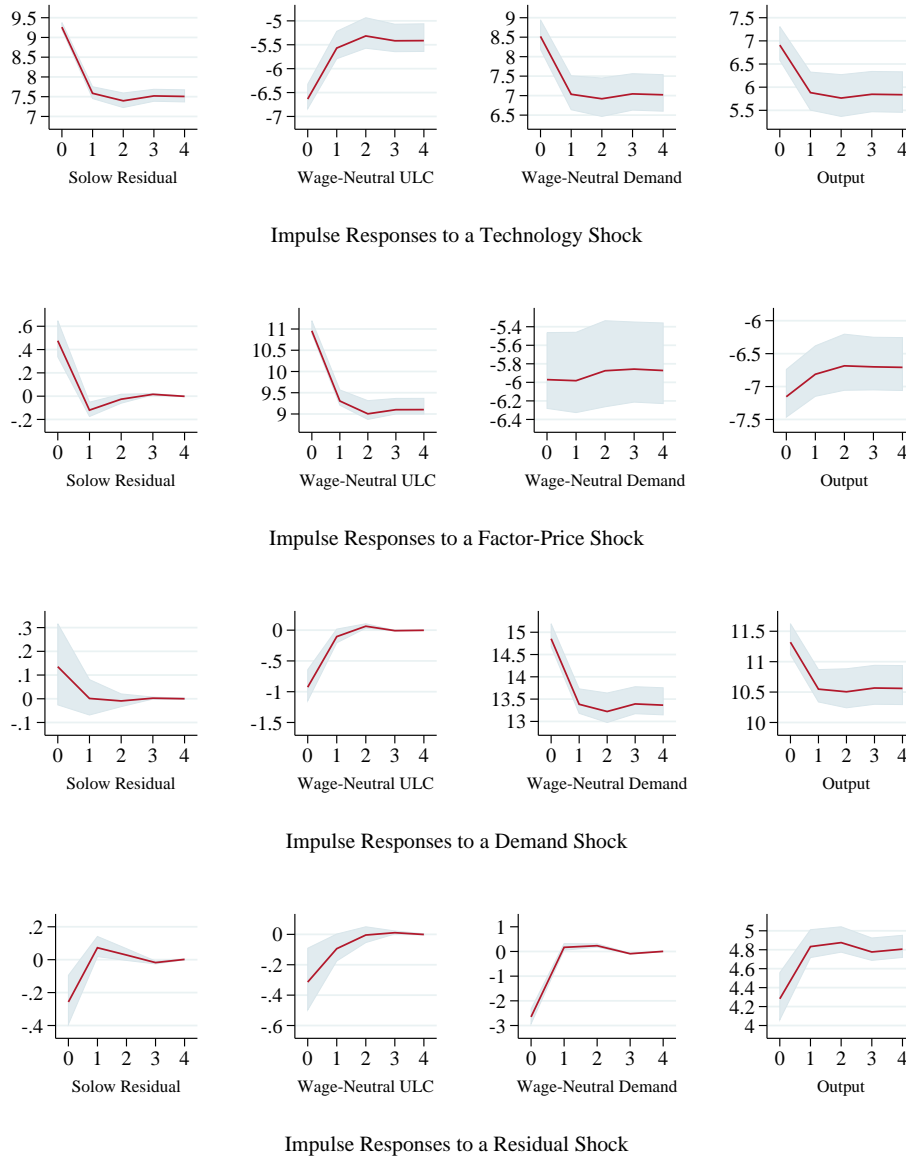 9.5
9
8.5
8
7.5
7
0 1 2 3 4
Solow Residual
-5
-5.5
-6
-6.5
-7
0 1 2 3 4
Wage-Neutral ULC
9
8.5
8
7.5
7
6.5
0 1 2 3 4
Wage-Neutral Demand
7.5
7
6.5
6
5.5
0 1 2 3 4
Output
Impulse Responses to a Technology Shock
.6
.4
.2
0
-.2
0 1 2 3 4
Solow Residual
11
10.5
10
9.5
9
0 1 2 3 4
Wage-Neutral ULC
-5.4
-5.6
-5.8
-6
-6.2
-6.4
0 1 2 3 4
Wage-Neutral Demand
-6
-6.5
-7
-7.5
0 1 2 3 4
Output
Impulse Responses to a Factor-Price Shock
.3
.2
.1
0
-.1
0 1 2 3 4
Solow Residual
0
-.5
-1
-1.5
0 1 2 3 4
Wage-Neutral ULC
15
14.5
14
13.5
13
0 1 2 3 4
Wage-Neutral Demand
11.5
11
10.5
10
0 1 2 3 4
Output
Impulse Responses to a Demand Shock
.2
0
-.2
-.4
0 1 2 3 4
Solow Residual
0
-.2
-.4
-.6
0 1 2 3 4
Wage-Neutral ULC
1
0
-1
-2
-3
0 1 2 3 4
Wage-Neutral Demand
5
4.8
4.6
4.4
4.2
4
0 1 2 3 4
Output
Impulse Responses to a Residual Shock